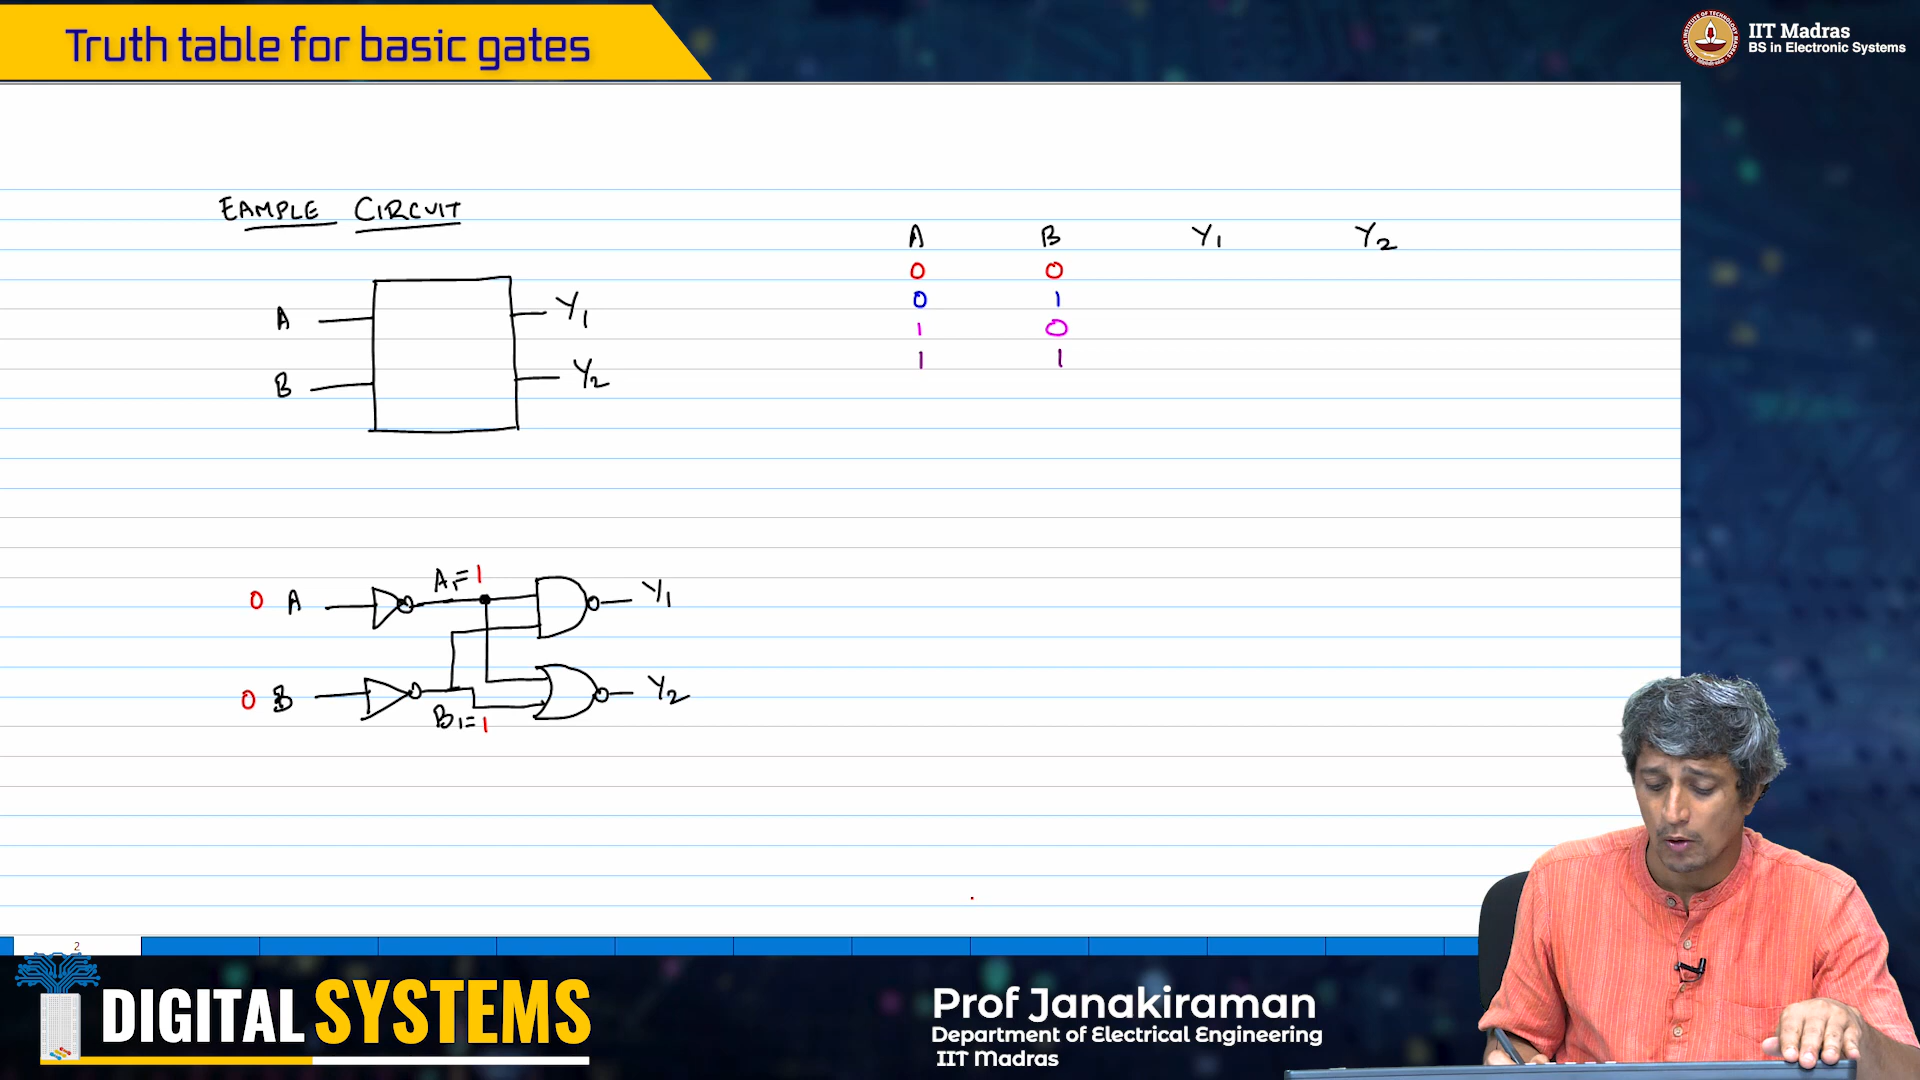 Truth table for basic gates
IIT Madras
BS in Electronic Systems
EAMPLE CIRCUIT
A B Y1 Y2
0 0
0 1
1 0
1 1
A Y1
B Y2
0 A A1=1 Y1
0 B B1=1 Y2
2
DIGITAL SYSTEMS
Prof Janakiraman
Department of Electrical Engineering
IIT Madras